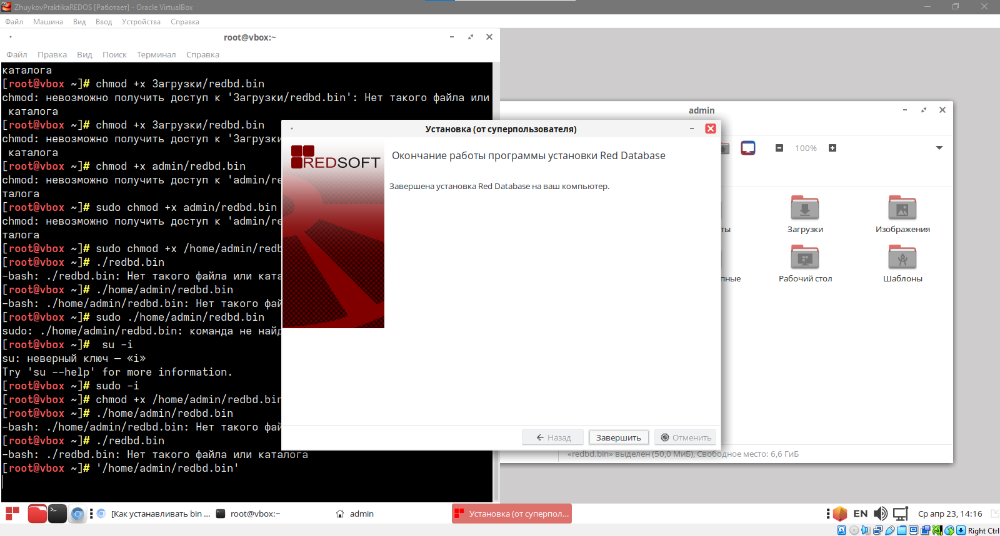 ZhuykovPraktikaREDOS [Работает] - Oracle VirtualBox
Файл Машина Вид Ввод Устройства Справка
root@vbox:~
Файл Правка Вид Поиск Терминал Справка
каталога
[root@vbox ~]# chmod +x Загрузки/redbd.bin
chmod: невозможно получить доступ к 'Загрузки/redbd.bin': Нет такого файла или
каталога
[root@vbox ~]# chmod +x Загрузки/redbd.bin
chmod: невозможно получить доступ к 'Загрузки
каталога
[root@vbox ~]# chmod +x admin/redbd.bin
chmod: невозможно получить доступ к 'admin/re
талога
[root@vbox ~]# sudo chmod +x admin/redbd.bin
chmod: невозможно получить доступ к 'admin/re
талога
[root@vbox ~]# sudo chmod +x /home/admin/redb
[root@vbox ~]# ./redbd.bin
-bash: ./redbd.bin: Нет такого файла или ката
[root@vbox ~]# ./home/admin/redbd.bin
-bash: ./home/admin/redbd.bin: Нет такого фай
[root@vbox ~]# sudo ./home/admin/redbd.bin
sudo: ./home/admin/redbd.bin: команда не найд
[root@vbox ~]#  su -i
su: неверный ключ — «i»
Try 'su --help' for more information.
[root@vbox ~]# sudo -i
[root@vbox ~]# chmod +x /home/admin/redbd.bin
[root@vbox ~]# ./home/admin/redbd.bin
-bash: ./home/admin/redbd.bin: Нет такого фай
[root@vbox ~]# ./redbd.bin
-bash: ./redbd.bin: Нет такого файла или каталога
[root@vbox ~]# '/home/admin/redbd.bin'
Установка (от суперпользователя)
REDSOFT
Окончание работы программы установки Red Database
Завершена установка Red Database на ваш компьютер.
Назад Завершить Отменить
admin
100%
ты Загрузки Изображения
пные Рабочий стол Шаблоны
«redbd.bin» выделен (50,0 МиБ), Свободное место: 6,6 ГиБ
[Как устанавливать bin ... root@vbox:~ admin Установка (от суперпол... EN Ср апр 23, 14:16
Right Ctrl